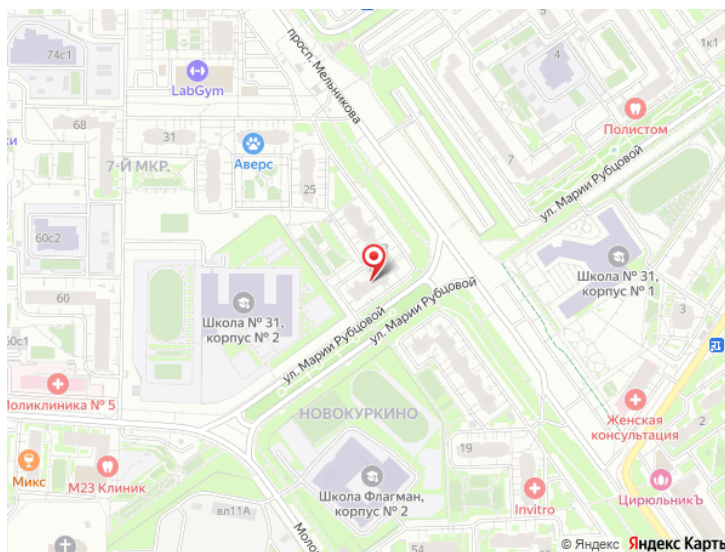 74с1
LabGym
просп. Мельникова
5
1к1
4
Полистом
68
31
Аверс
7-Й МКР.
25
7
ул. Марии Рубцовой
60с2
Школа № 31,
корпус № 1
60
Школа № 31,
корпус № 2
ул. Марии Рубцовой
ул. Марии Рубцовой
3
60с1
Поликлиника № 5
НОВОКУРКИНО
Женская
консультация
2
19
Микс
М23 Клиник
Школа Флагман,
корпус № 2
Invitro
ЦирюльникЪ
вл11А
54
© Яндекс Яндекс Карты